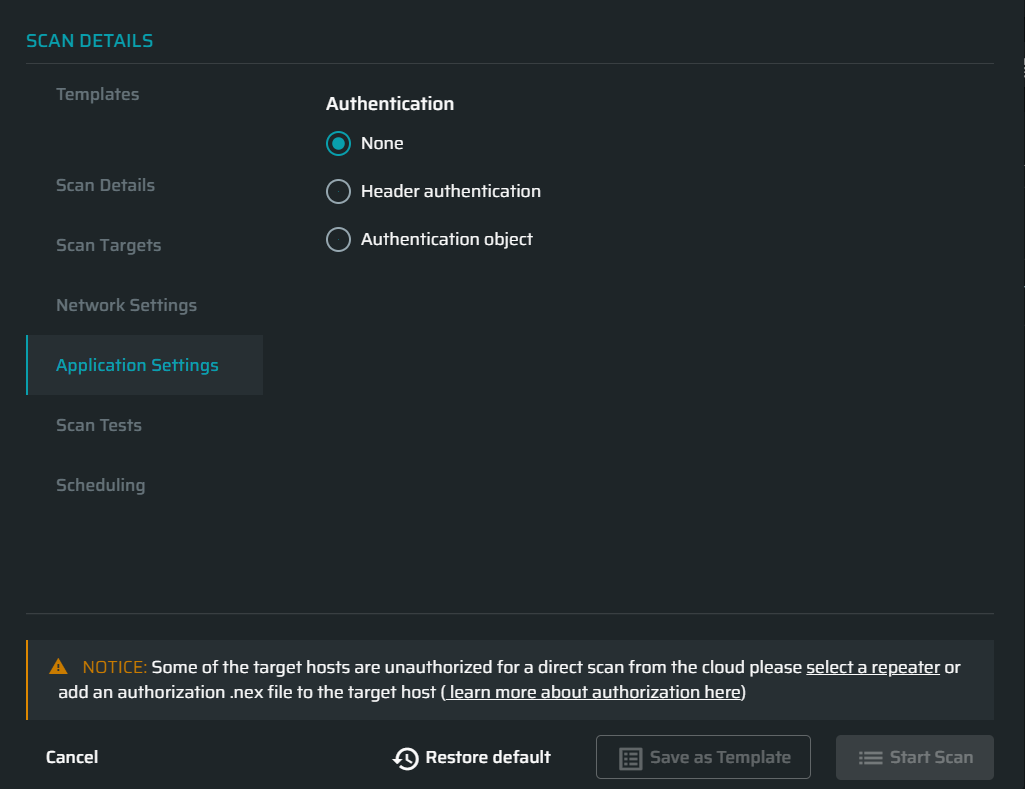 SCAN DETAILS
Templates
Scan Details
Scan Targets
Network Settings
Application Settings
Scan Tests
Scheduling
Authentication
None
Header authentication
Authentication object
NOTICE: Some of the target hosts are unauthorized for a direct scan from the cloud please select a repeater or
add an authorization .nex file to the target host ( learn more about authorization here)
Cancel
Restore default
Save as Template
Start Scan